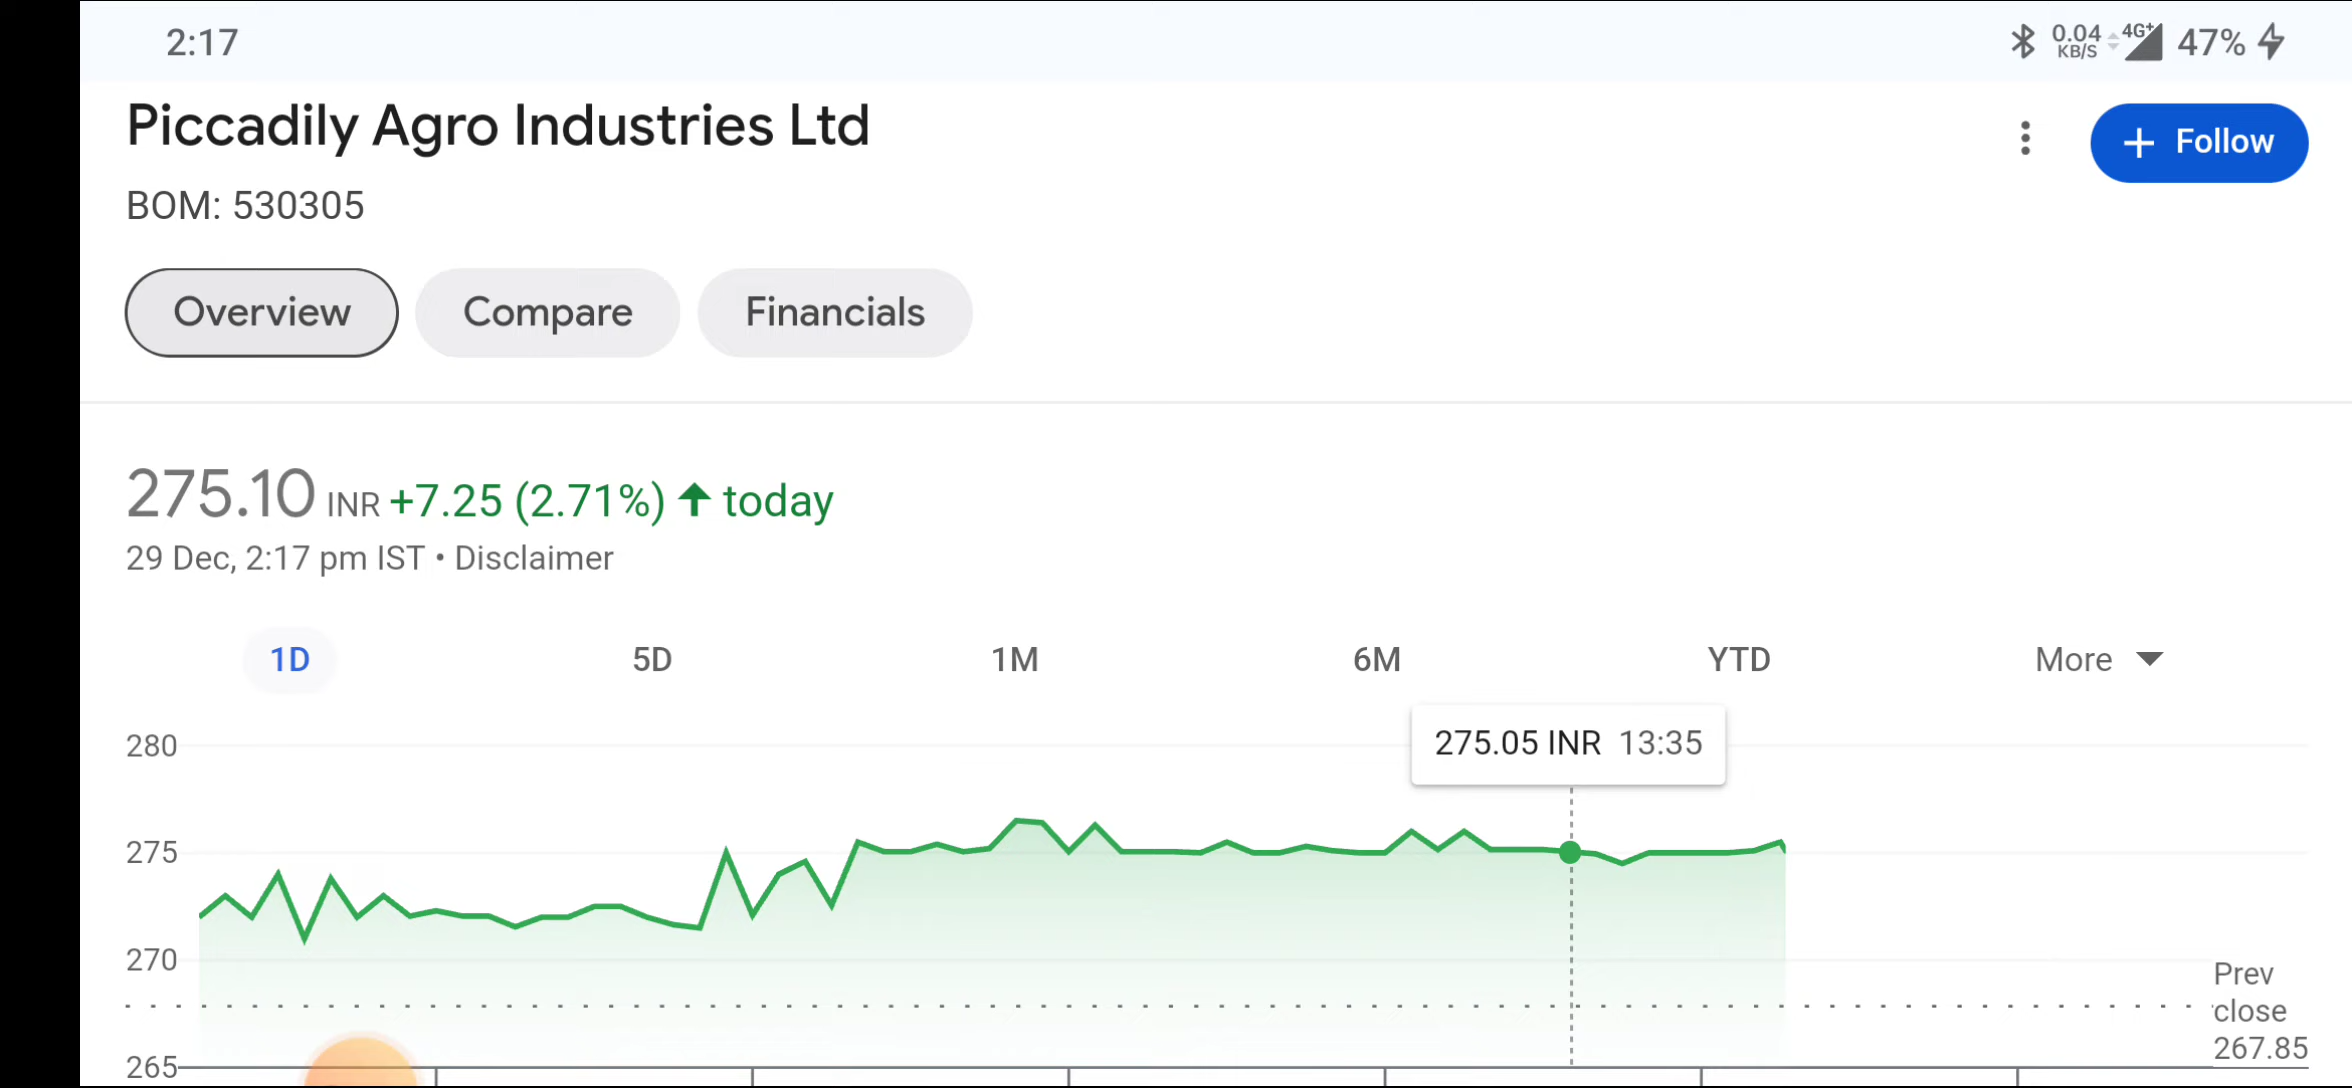 2:17
0.04 KB/S 4G+ 47%
Piccadily Agro Industries Ltd
+ Follow
BOM: 530305
Overview Compare Financials
275.10 INR +7.25 (2.71%) ↑ today
29 Dec, 2:17 pm IST • Disclaimer
1D 5D 1M 6M YTD More
275.05 INR 13:35
280
275
270
265
Prev
close
267.85